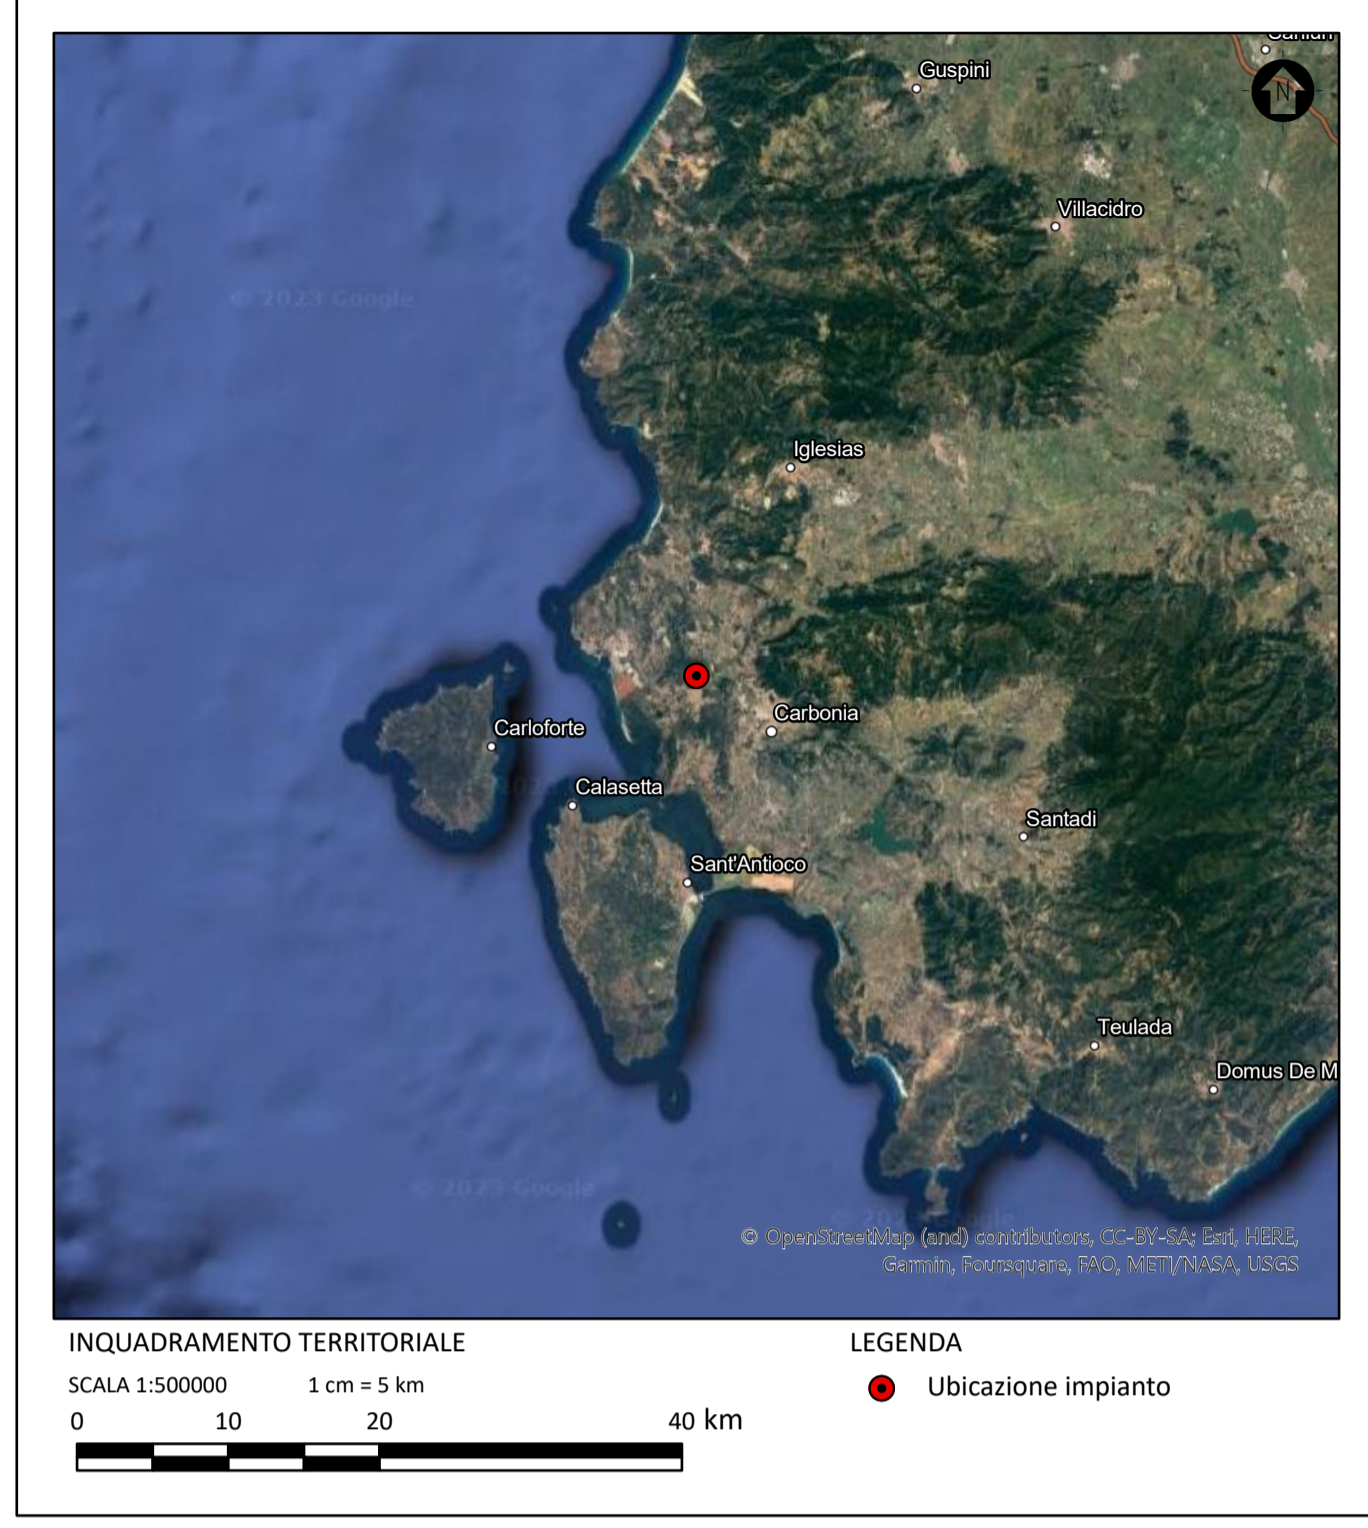 Guspini
N
Villacidro
© 2023 Google
Iglesias
Carbonia
Carloforte
Calasetta
Santadi
Sant'Antioco
Teulada
Domus De M
© 2023 Google
© OpenStreetMap (and) contributors, CC-BY-SA; Esri, HERE,
Garmin, Foursquare, FAO, METI/NASA, USGS
INQUADRAMENTO TERRITORIALE
LEGENDA
SCALA 1:500000 1 cm = 5 km
Ubicazione impianto
0 10 20 40 km